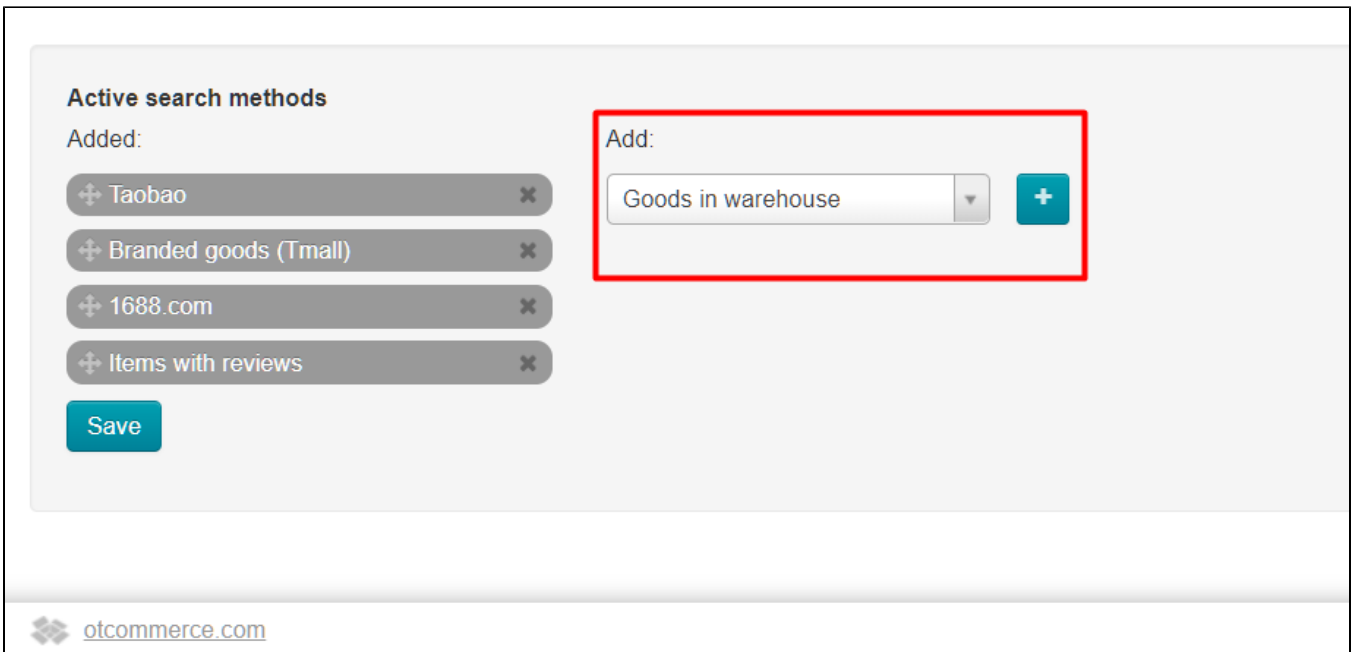 Active search methods
Added:
Taobao
Branded goods (Tmall)
1688.com
Items with reviews
Save
Add:
Goods in warehouse
+
otcommerce.com